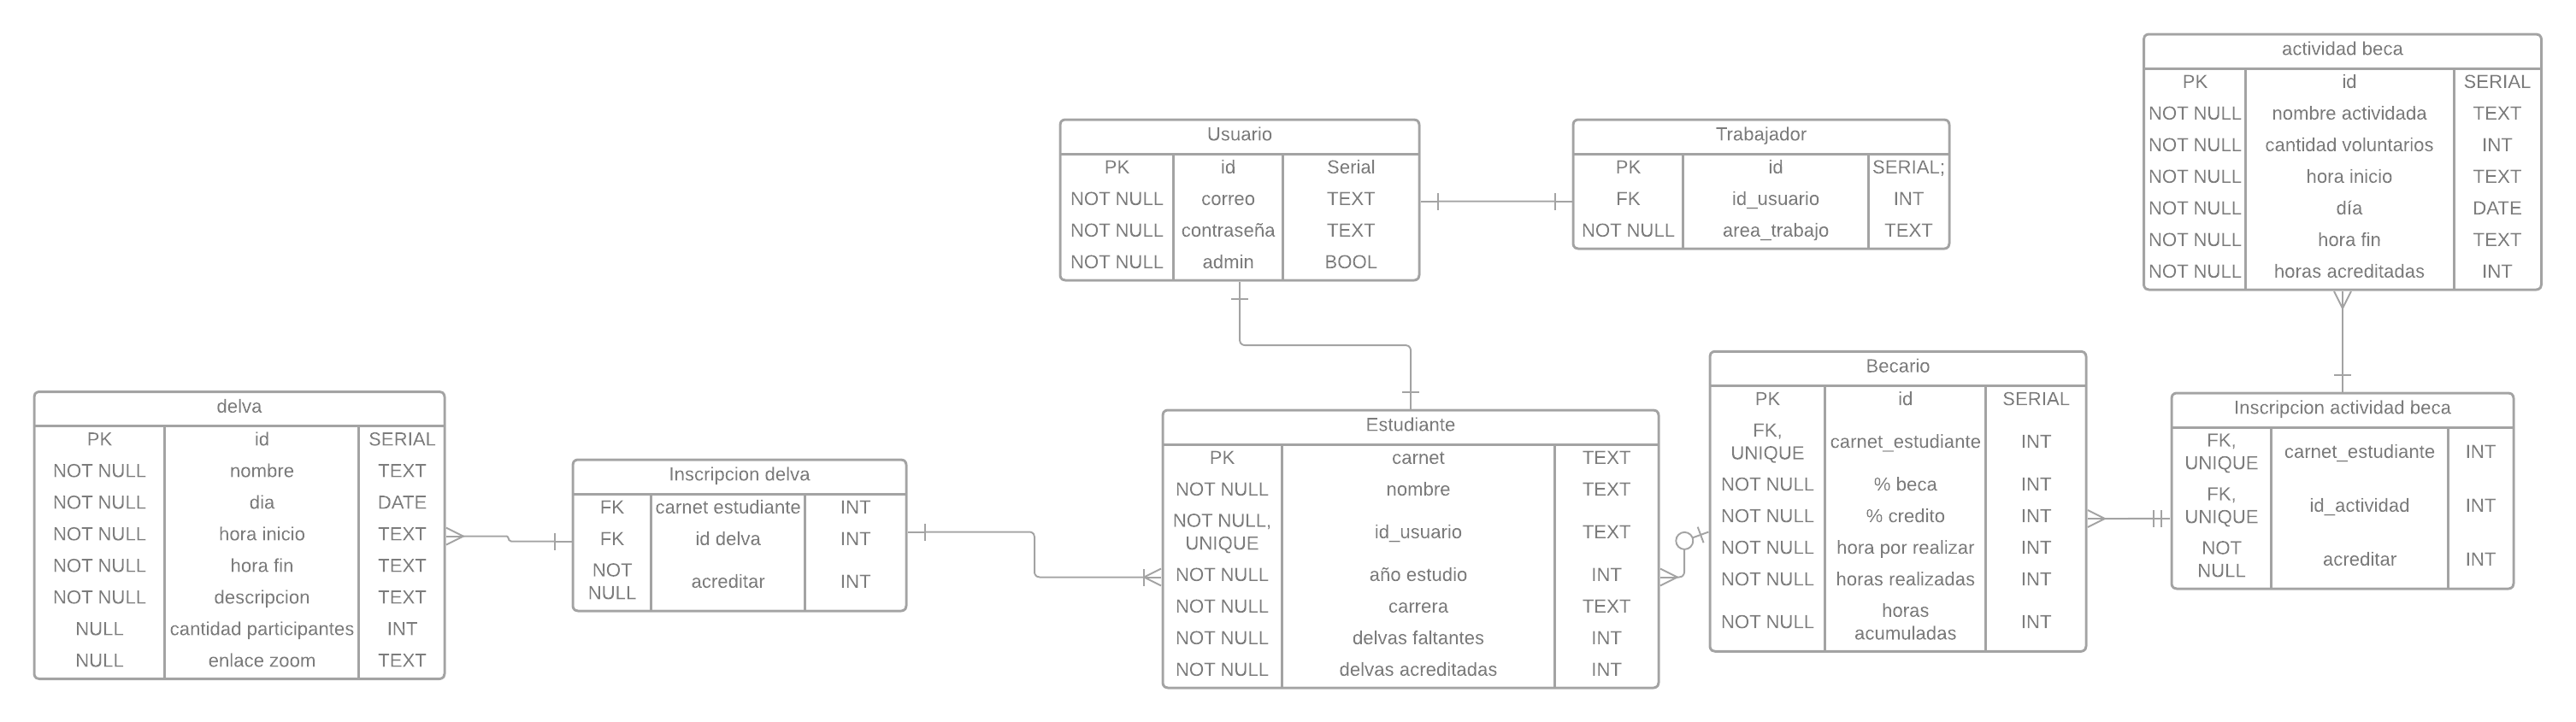 actividad beca
PK id SERIAL
NOT NULL nombre actividada TEXT
NOT NULL cantidad voluntarios INT
NOT NULL hora inicio TEXT
NOT NULL día DATE
NOT NULL hora fin TEXT
NOT NULL horas acreditadas INT
Usuario
PK id Serial
NOT NULL correo TEXT
NOT NULL contraseña TEXT
NOT NULL admin BOOL
Trabajador
PK id SERIAL;
FK id_usuario INT
NOT NULL area_trabajo TEXT
delva
PK id SERIAL
NOT NULL nombre TEXT
NOT NULL dia DATE
NOT NULL hora inicio TEXT
NOT NULL hora fin TEXT
NOT NULL descripcion TEXT
NULL cantidad participantes INT
NULL enlace zoom TEXT
Inscripcion delva
FK carnet estudiante INT
FK id delva INT
NOT
NULL acreditar INT
Estudiante
PK carnet TEXT
NOT NULL nombre TEXT
NOT NULL,
UNIQUE id_usuario TEXT
NOT NULL año estudio INT
NOT NULL carrera TEXT
NOT NULL delvas faltantes INT
NOT NULL delvas acreditadas INT
Becario
PK id SERIAL
FK,
UNIQUE carnet_estudiante INT
NOT NULL % beca INT
NOT NULL % credito INT
NOT NULL hora por realizar INT
NOT NULL horas realizadas INT
NOT NULL horas
acumuladas INT
Inscripcion actividad beca
FK,
UNIQUE carnet_estudiante INT
FK,
UNIQUE id_actividad INT
NOT
NULL acreditar INT